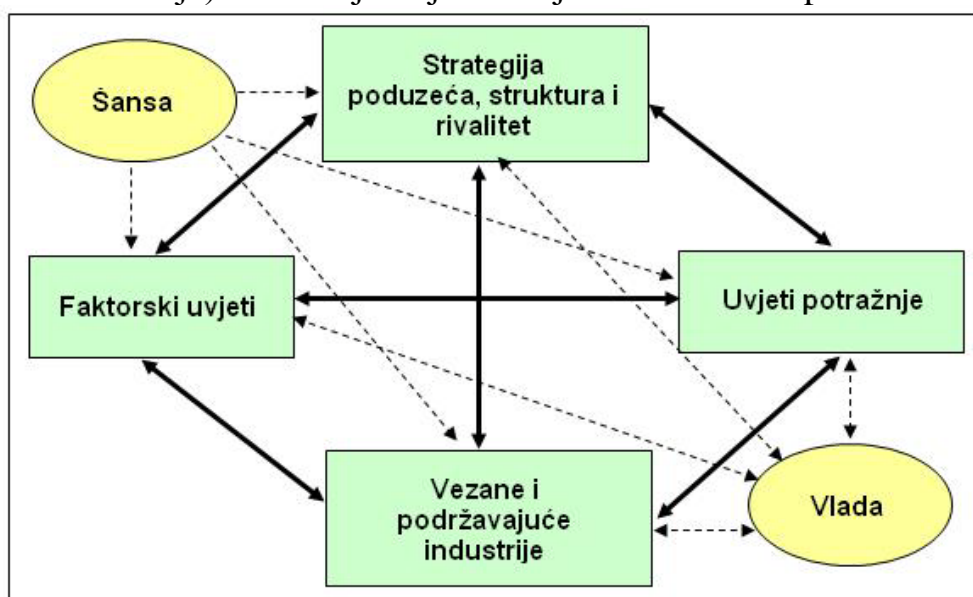 Šansa
Strategija
poduzeća, struktura i
rivalitet
Faktorski uvjeti
Uvjeti potražnje
Vezane i
podržavajuće
industrije
Vlada